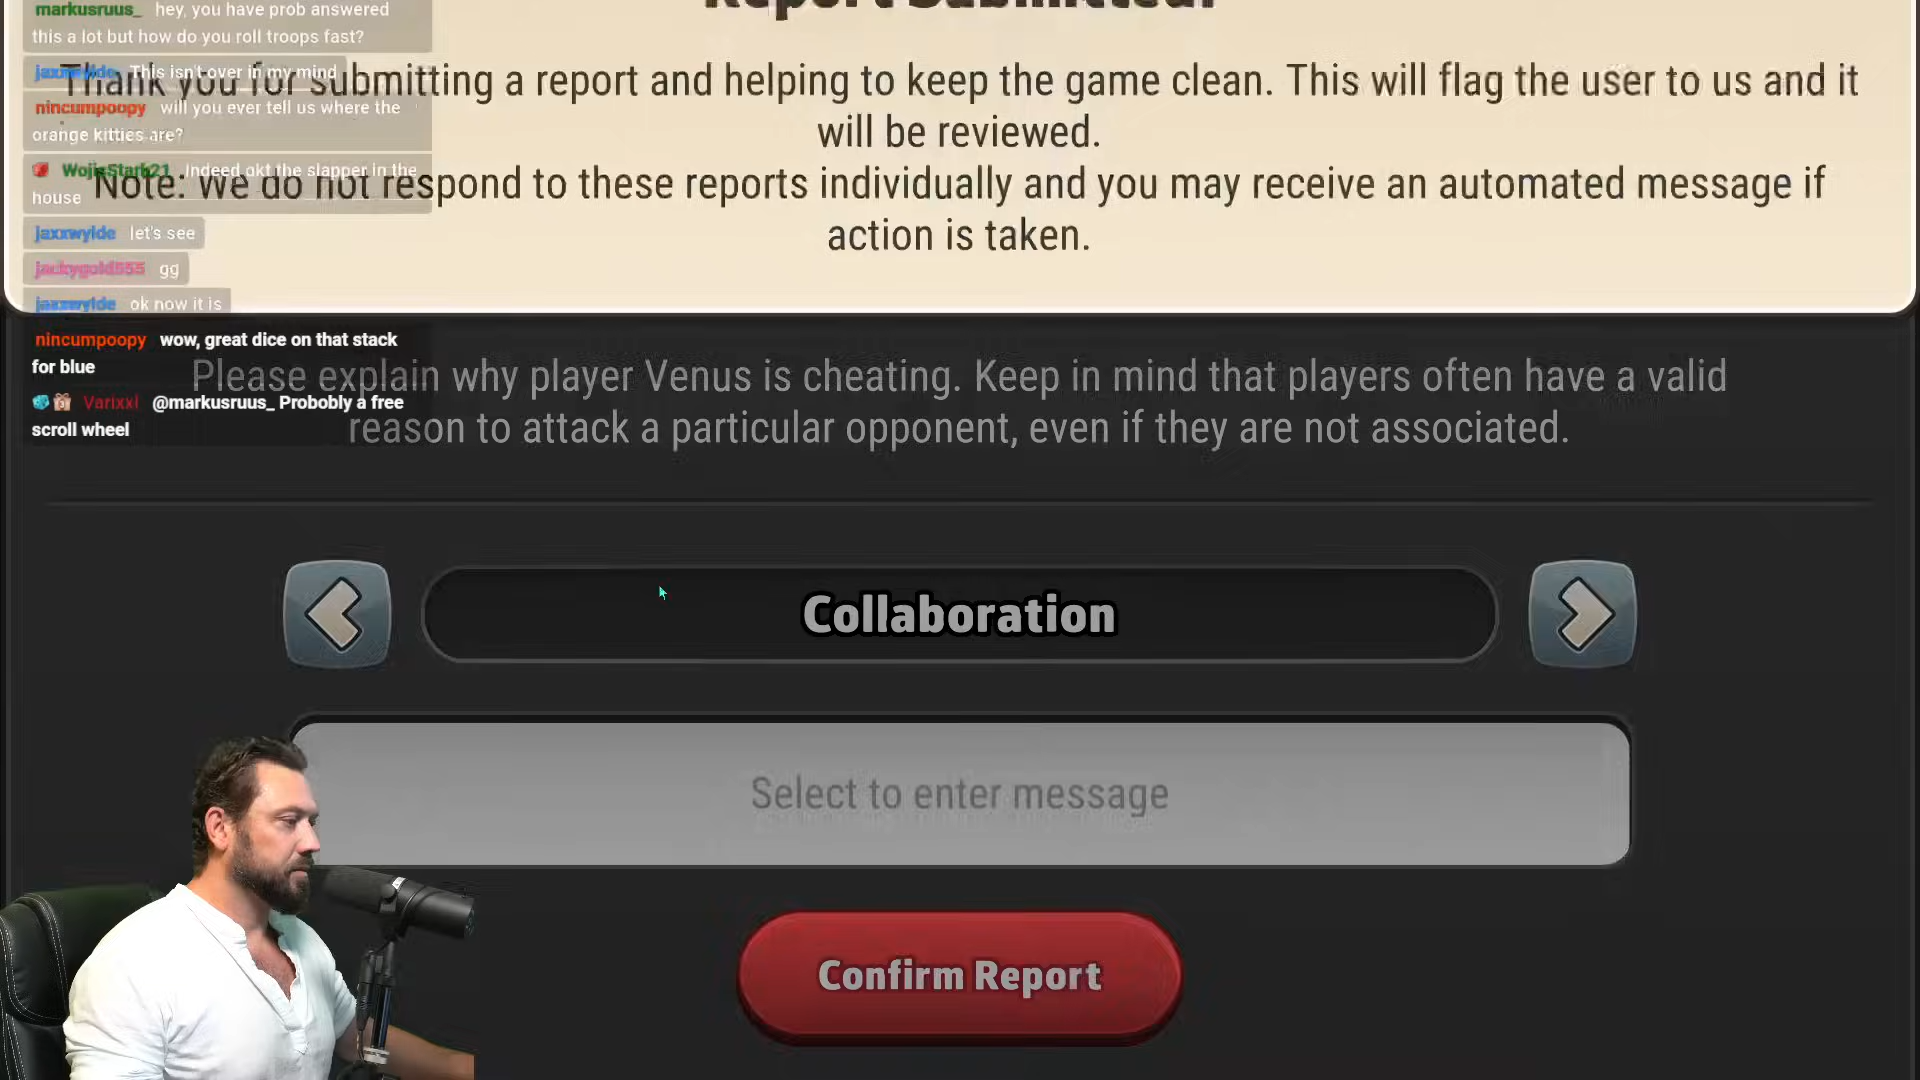 Report Submitted!
markusruus_ hey, you have prob answered
this a lot but how do you roll troops fast?
jaxxwylde This isn't over in my mind
nincumpoopy will you ever tell us where the
orange kitties are?
WojisStark21 Indeed okt the slapper in the
house
jaxxwylde let's see
jackygold555 gg
jaxxwylde ok now it is
nincumpoopy wow, great dice on that stack
for blue
Varixxl @markusruus_ Probobly a free
scroll wheel
Thank you for submitting a report and helping to keep the game clean. This will flag the user to us and it
will be reviewed.
Note: We do not respond to these reports individually and you may receive an automated message if
action is taken.
Please explain why player Venus is cheating. Keep in mind that players often have a valid
reason to attack a particular opponent, even if they are not associated.
Collaboration
Select to enter message
Confirm Report